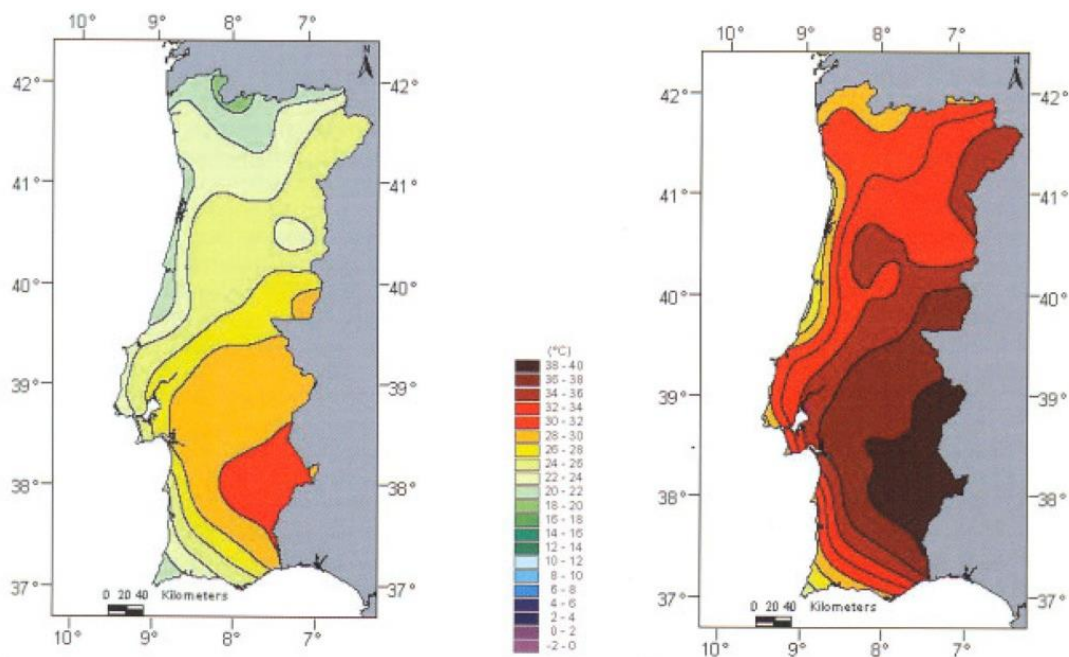 10° 9° 8° 7°
N
42° 42°
41° 41°
40° 40°
39° 39°
38° 38°
37° 37°
0 20 40 Kilometers
10° 9° 8° 7°
(°C)
38 - 40
36 - 38
34 - 36
32 - 34
30 - 32
28 - 30
26 - 28
24 - 26
22 - 24
20 - 22
18 - 20
16 - 18
14 - 16
12 - 14
10 - 12
8 - 10
6 - 8
4 - 6
2 - 4
0 - 2
-2 - 0
10° 9° 8° 7°
N
42° 42°
41° 41°
40° 40°
39° 39°
38° 38°
37° 37°
0 20 40 Kilometers
10° 9° 8° 7°